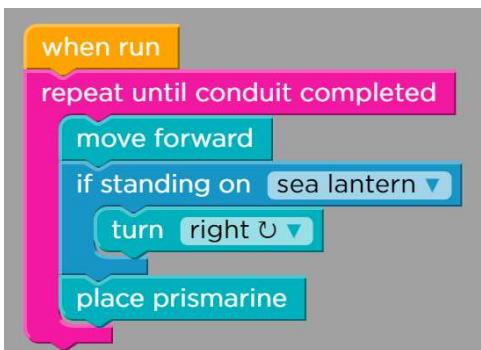 when run
repeat until conduit completed
move forward
if standing on sea lantern ▼
turn right ↻ ▼
place prismarine